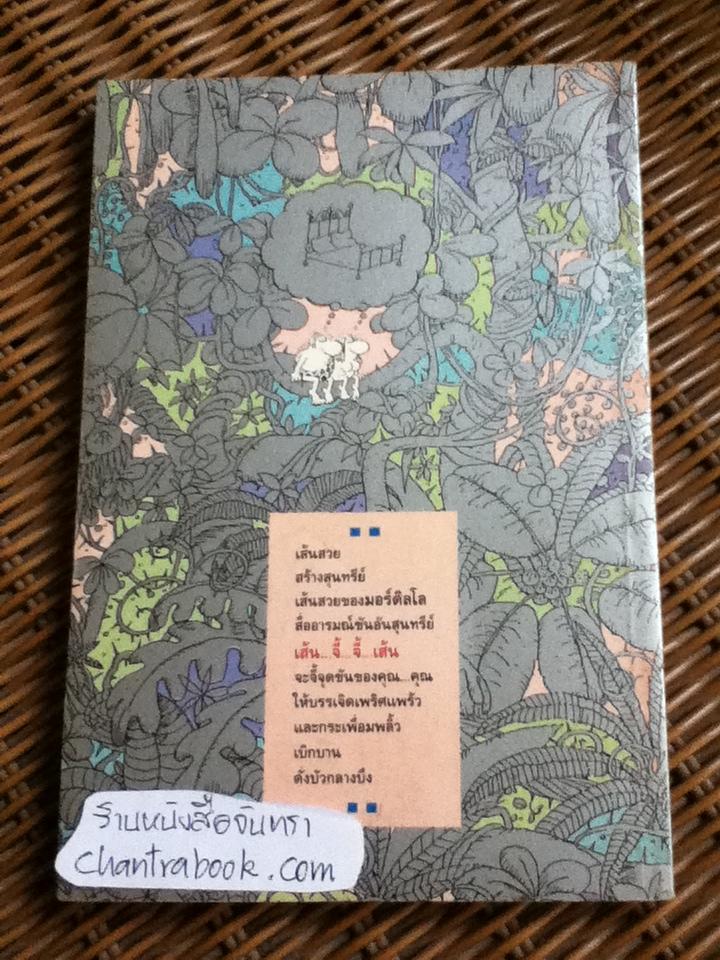 เส้นสวย
สร้างสุนทรีย์
เส้นสวยของมอร์ดิลโล
สื่ออารมณ์ขันอันสุนทรีย์
เส้น...จี้...จี้...เส้น
จะจี้จุดขันของคุณ...คุณ
ให้บรรเจิดเพริศแพร้ว
และกระเพื่อมพลิ้ว
เบิกบาน
ดั่งบัวกลางบึง
ร้านหนังสือจันทรา
chantrabook.com